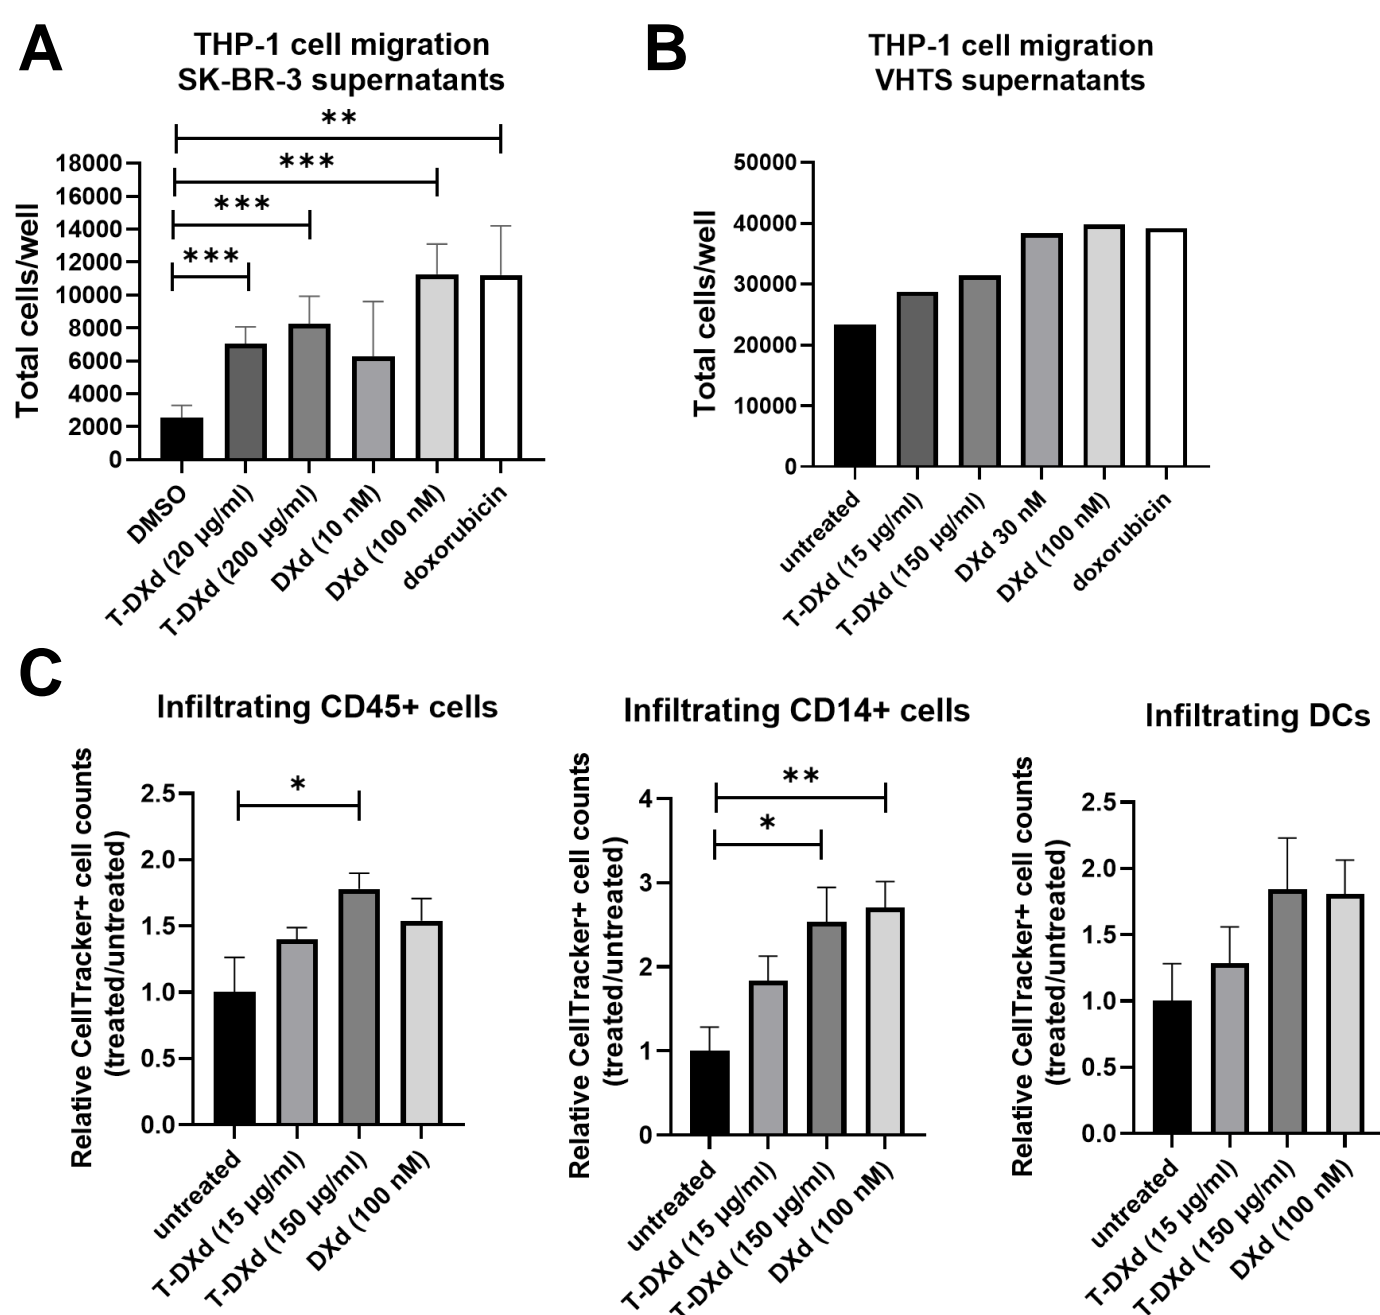 A
THP-1 cell migration
SK-BR-3 supernatants
**
***
***
***
Total cells/well
18000
16000
14000
12000
10000
8000
6000
4000
2000
0
DMSO
T-DXd (20 µg/ml)
T-DXd (200 µg/ml)
DXd (10 nM)
DXd (100 nM)
doxorubicin
B
THP-1 cell migration
VHTS supernatants
Total cells/well
50000
40000
30000
20000
10000
0
untreated
T-DXd (15 µg/ml)
T-DXd (150 µg/ml)
DXd 30 nM
DXd (100 nM)
doxorubicin
C
Infiltrating CD45+ cells
*
Relative CellTracker+ cell counts
(treated/untreated)
2.5
2.0
1.5
1.0
0.5
0.0
untreated
T-DXd (15 µg/ml)
T-DXd (150 µg/ml)
DXd (100 nM)
Infiltrating CD14+ cells
**
*
Relative CellTracker+ cell counts
(treated/untreated)
4
3
2
1
0
untreated
T-DXd (15 µg/ml)
T-DXd (150 µg/ml)
DXd (100 nM)
Infiltrating DCs
Relative CellTracker+ cell counts
(treated/untreated)
2.5
2.0
1.5
1.0
0.5
0.0
untreated
T-DXd (15 µg/ml)
T-DXd (150 µg/ml)
DXd (100 nM)